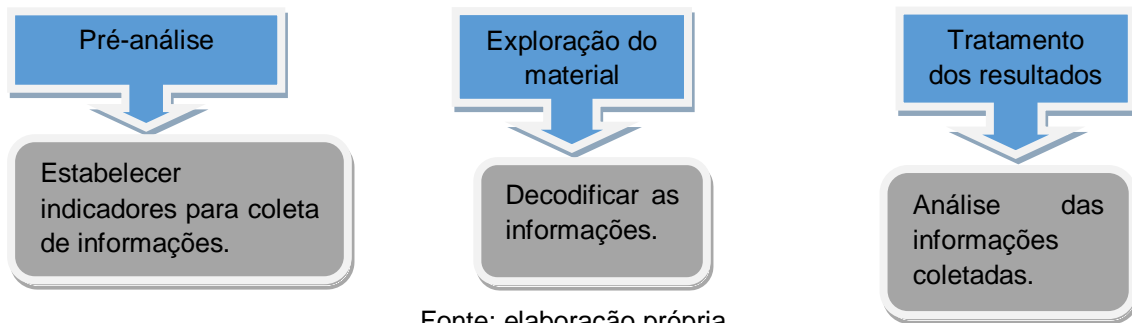 Pré-análise
Estabelecer
indicadores para coleta
de informações.
Exploração do
material
Decodificar as
informações.
Tratamento
dos resultados
Análise das
informações
coletadas.
Fonte: elaboração própria